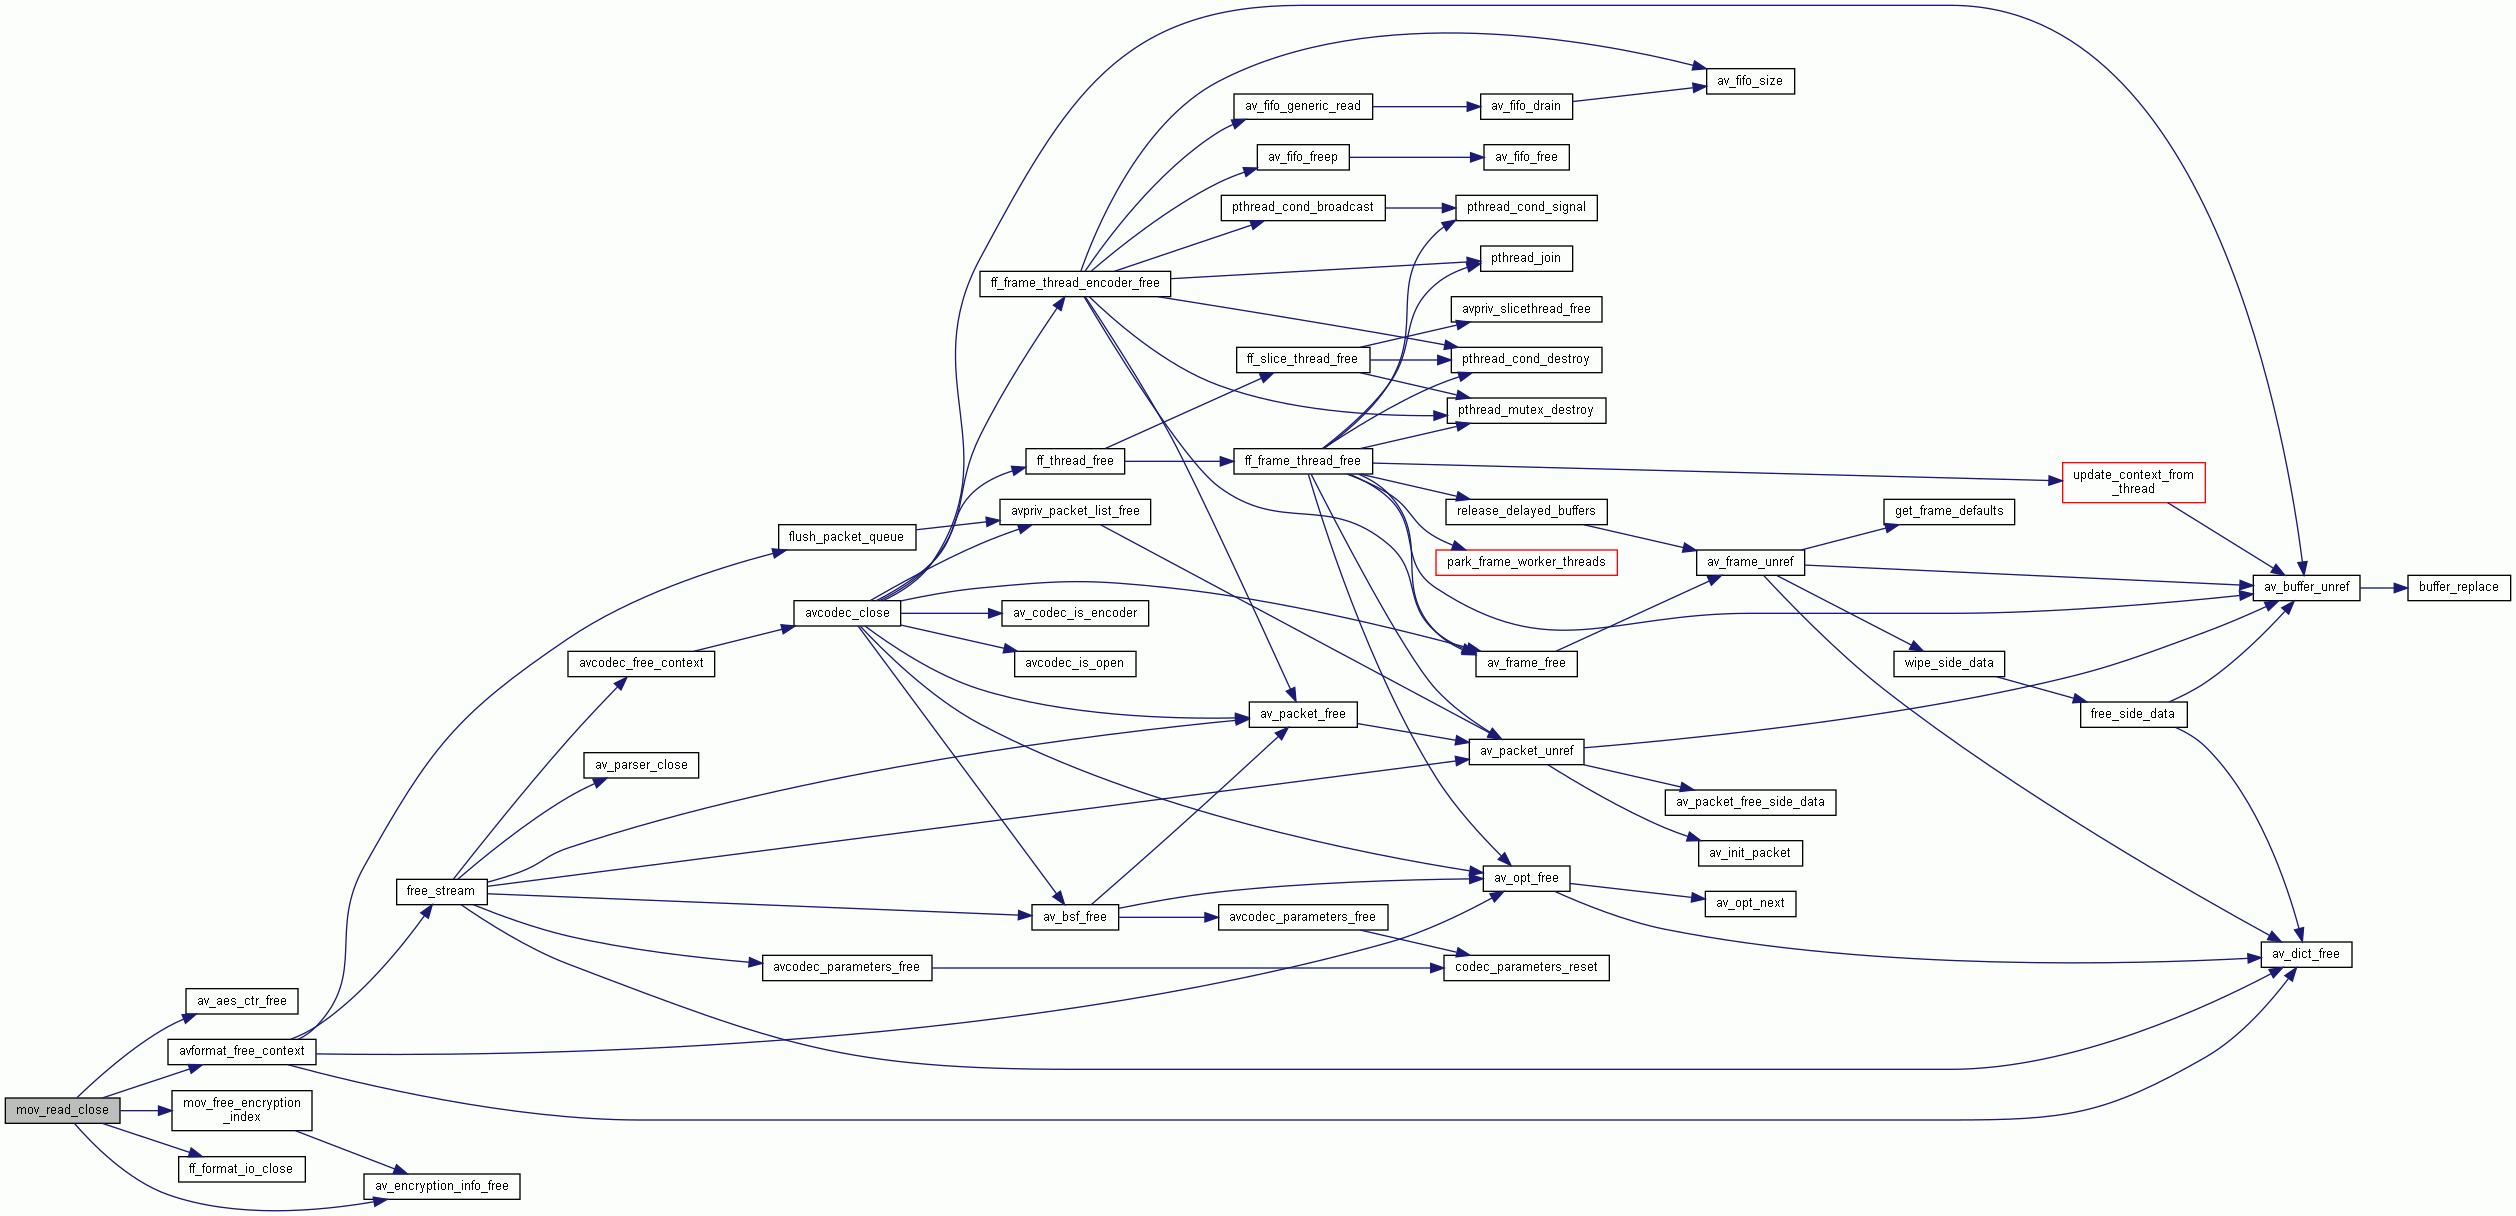 av_fifo_size
av_fifo_generic_read
av_fifo_drain
av_fifo_freep
av_fifo_free
pthread_cond_broadcast
pthread_cond_signal
pthread_join
ff_frame_thread_encoder_free
avpriv_slicethread_free
ff_slice_thread_free
pthread_cond_destroy
pthread_mutex_destroy
ff_thread_free
ff_frame_thread_free
update_context_from
_thread
avpriv_packet_list_free
release_delayed_buffers
get_frame_defaults
flush_packet_queue
park_frame_worker_threads
av_frame_unref
av_buffer_unref
buffer_replace
avcodec_close
av_codec_is_encoder
avcodec_free_context
avcodec_is_open
av_frame_free
wipe_side_data
av_packet_free
free_side_data
av_packet_unref
av_parser_close
av_packet_free_side_data
av_init_packet
free_stream
av_opt_free
av_opt_next
av_bsf_free
avcodec_parameters_free
av_dict_free
avcodec_parameters_free
codec_parameters_reset
av_aes_ctr_free
avformat_free_context
mov_read_close
mov_free_encryption
_index
ff_format_io_close
av_encryption_info_free